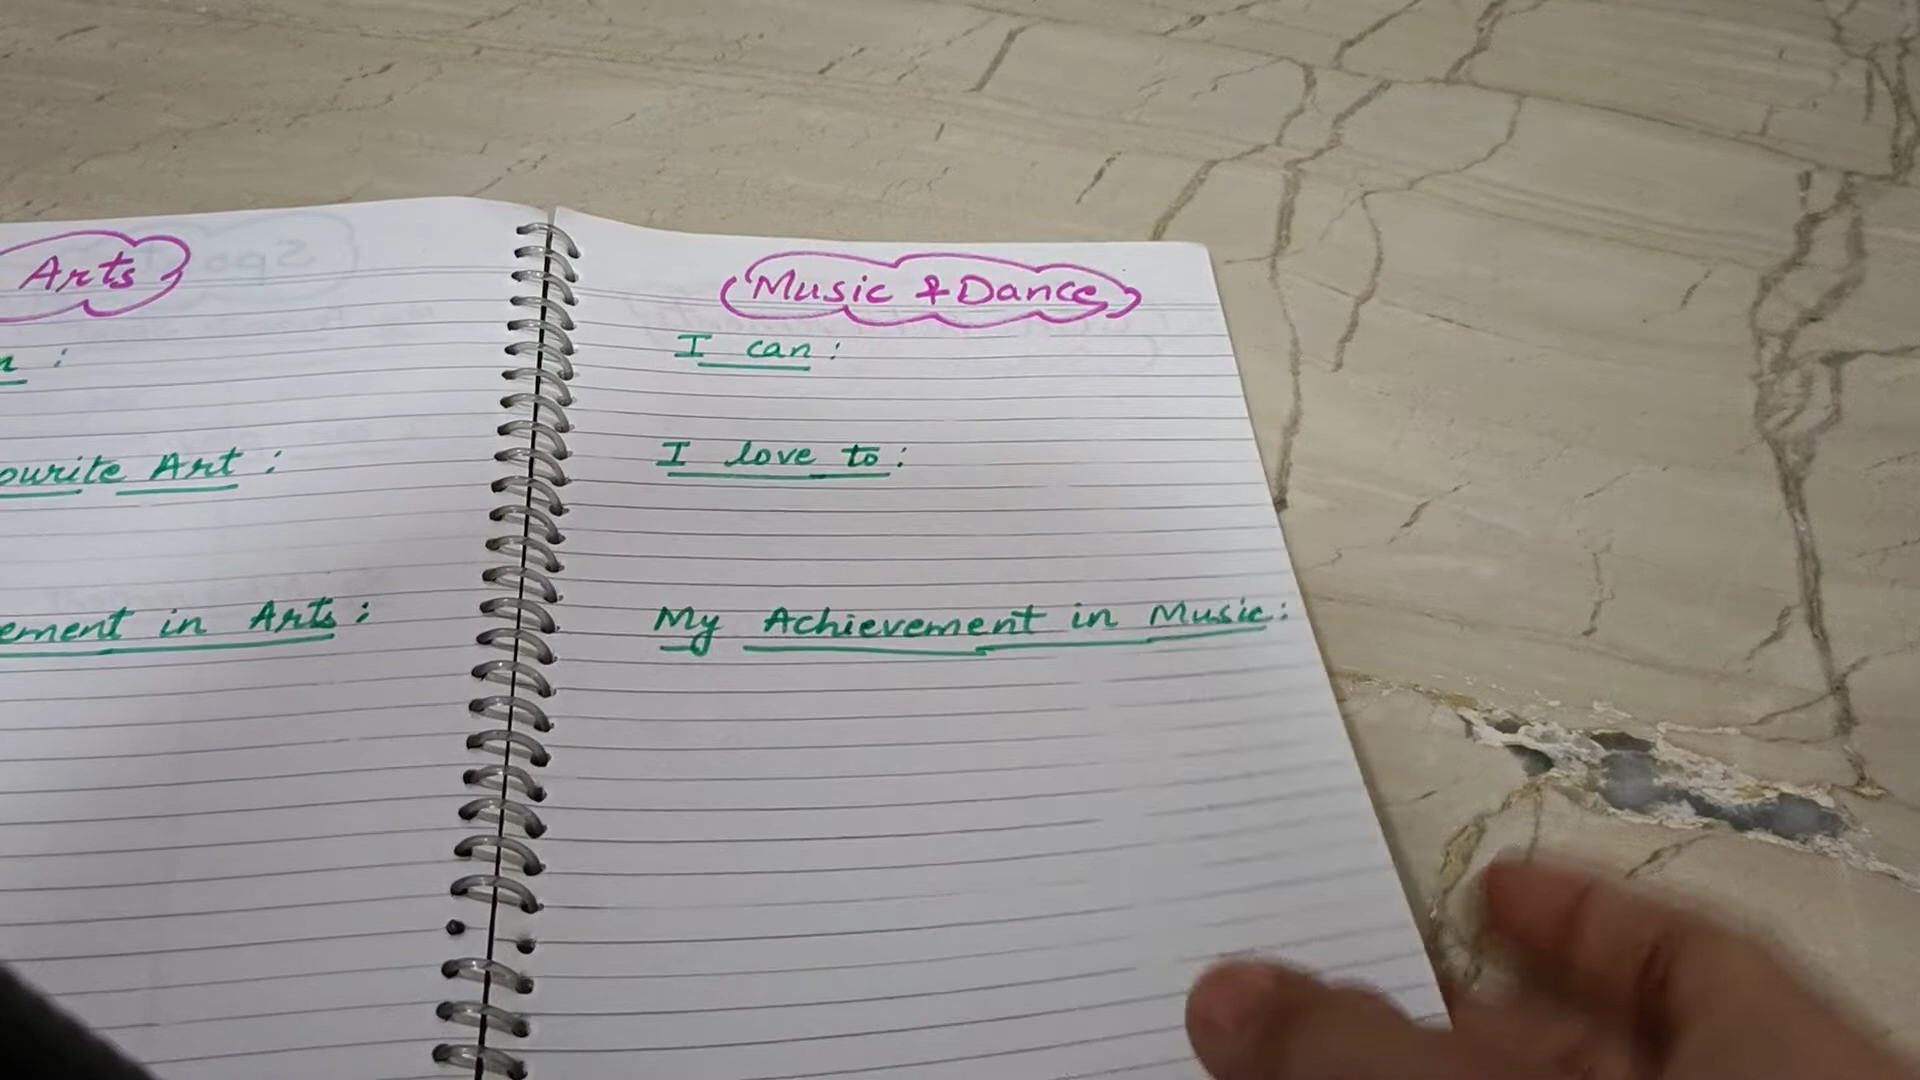 Arts
:
ourite Art :
ement in Arts :
Music & Dance
I can :
I love to :
My Achievement in Music :